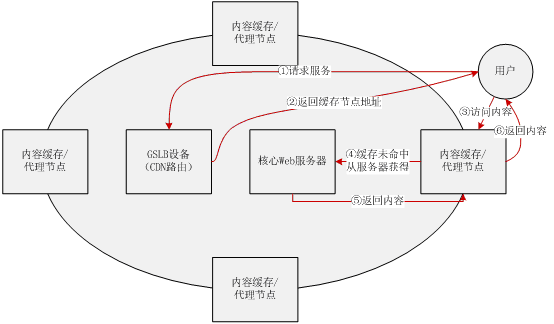 内容缓存/
代理节点
①请求服务
用户
②返回缓存节点地址
③访问内容
⑥返回内容
内容缓存/
代理节点
GSLB设备
（CDN路由）
核心Web服务器
④缓存未命中
从服务器获得
内容缓存/
代理节点
⑤返回内容
内容缓存/
代理节点